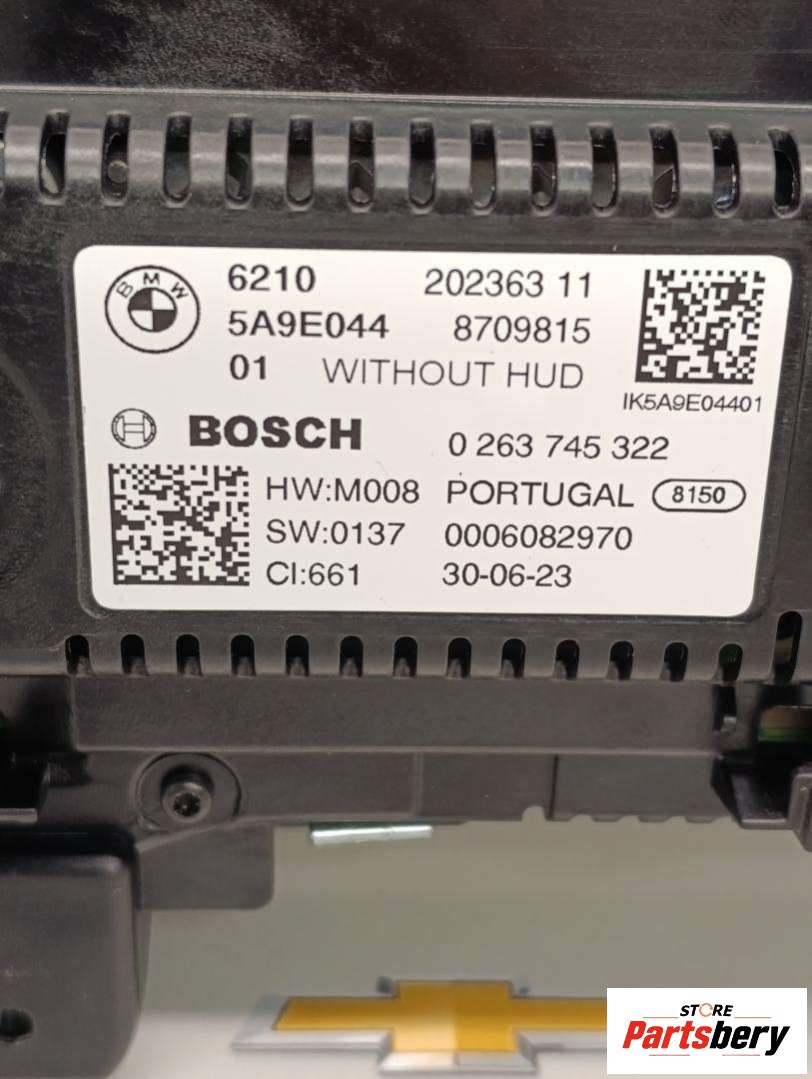 BMW
6210 202363 11
5A9E044 8709815
01 WITHOUT HUD
IK5A9E04401
BOSCH 0 263 745 322
HW:M008 PORTUGAL 8150
SW:0137 0006082970
CI:661 30-06-23
STORE
Partsbery